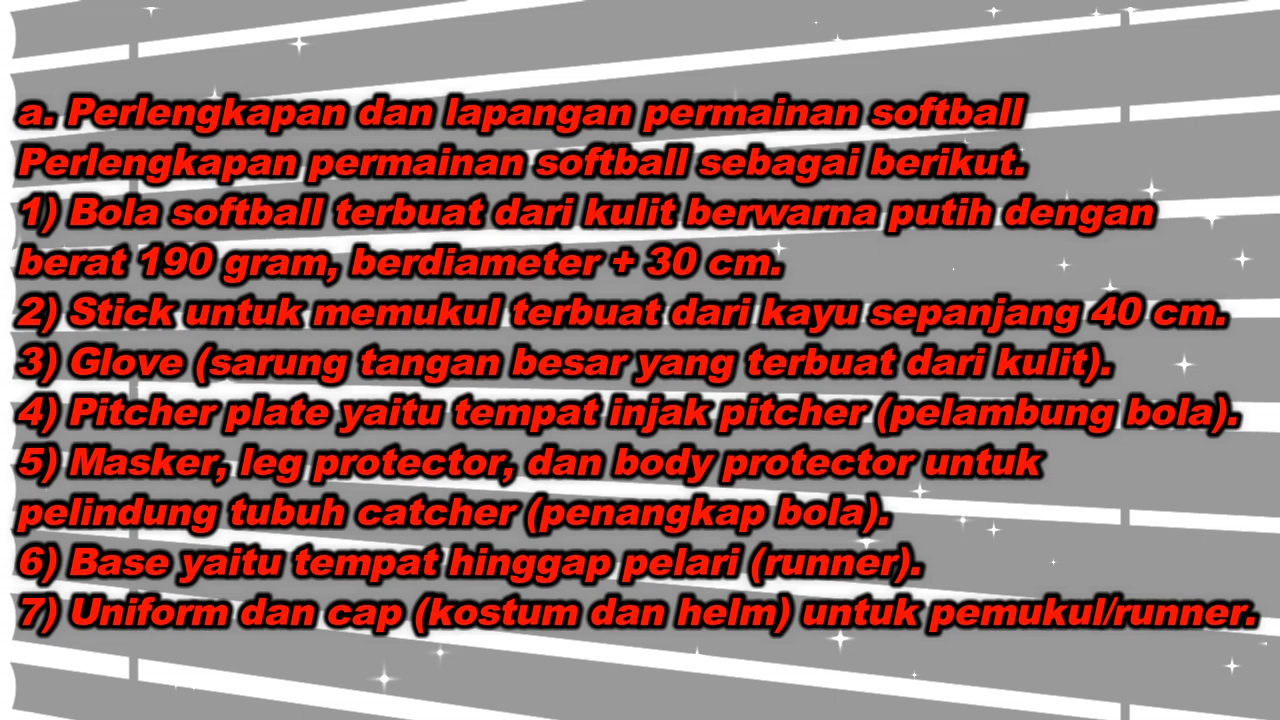 a. Perlengkapan dan lapangan permainan softball
Perlengkapan permainan softball sebagai berikut.
1) Bola softball terbuat dari kulit berwarna putih dengan
berat 190 gram, berdiameter + 30 cm.
2) Stick untuk memukul terbuat dari kayu sepanjang 40 cm.
3) Glove (sarung tangan besar yang terbuat dari kulit).
4) Pitcher plate yaitu tempat injak pitcher (pelambung bola).
5) Masker, leg protector, dan body protector untuk
pelindung tubuh catcher (penangkap bola).
6) Base yaitu tempat hinggap pelari (runner).
7) Uniform dan cap (kostum dan helm) untuk pemukul/runner.